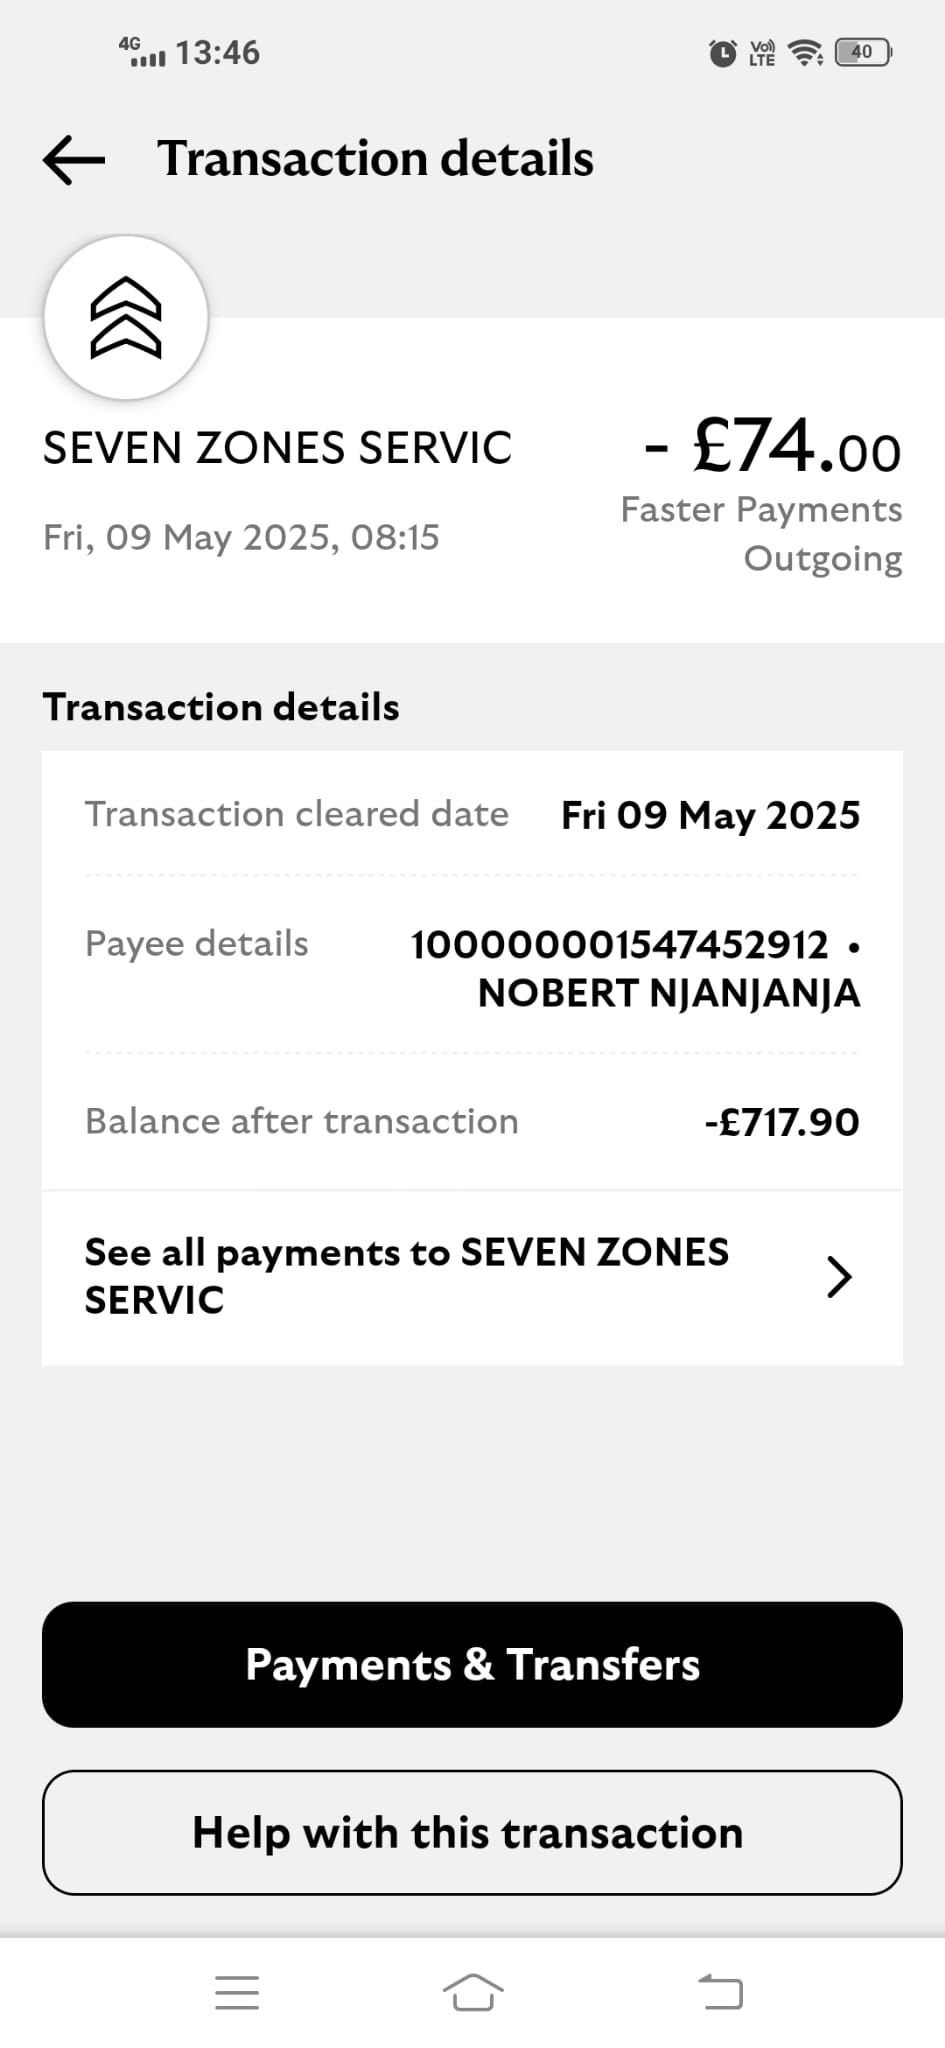 4G 13:46 Vo)) LTE 40
Transaction details
SEVEN ZONES SERVIC - £74.00
Faster Payments
Fri, 09 May 2025, 08:15
Outgoing
Transaction details
Transaction cleared date Fri 09 May 2025
Payee details 100000001547452912 •
NOBERT NJANJANJA
Balance after transaction -£717.90
See all payments to SEVEN ZONES
SERVIC
Payments & Transfers
Help with this transaction